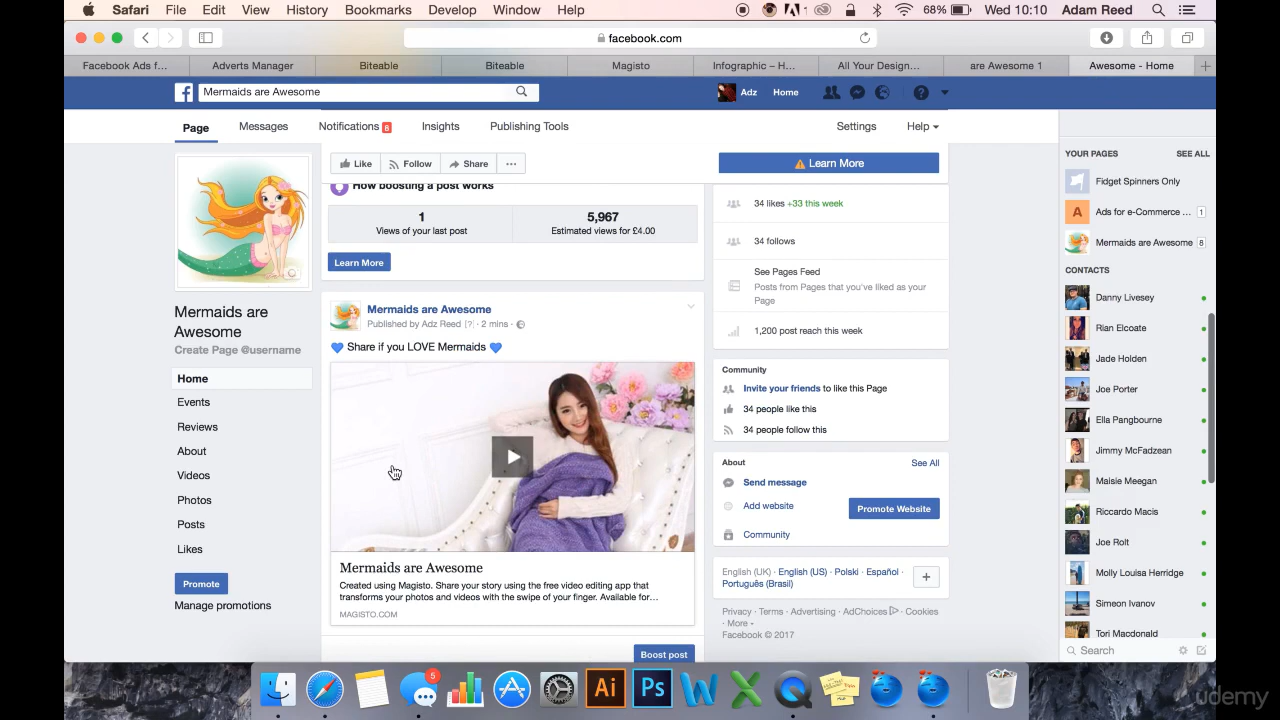 Safari File Edit View History Bookmarks Develop Window Help 68% Wed 10:10 Adam Reed
facebook.com
Facebook Ads f... Adverts Manager Biteable Biteable Magisto Infographic – H... All Your Design... are Awesome 1 Awesome - Home
Mermaids are Awesome Adz Home
Page Messages Notifications 6 Insights Publishing Tools Settings Help
Like Follow Share ... Learn More
How boosting a post works
1 5,967
Views of your last post Estimated views for £4.00
Learn More
Mermaids are Awesome
Published by Adz Reed [?] · 2 mins ·
Share if you LOVE Mermaids
Mermaids are Awesome
Created using Magisto. Share your story using the free video editing app that
transforms your photos and videos with the swipe of your finger. Available for...
MAGISTO.COM
Boost post
Mermaids are
Awesome
Create Page @username
Home
Events
Reviews
About
Videos
Photos
Posts
Likes
Promote
Manage promotions
34 likes +33 this week
34 follows
See Pages Feed
Posts from Pages that you've liked as your
Page
1,200 post reach this week
Community
Invite your friends to like this Page
34 people like this
34 people follow this
About See All
Send message
Add website Promote Website
Community
English (UK) · English (US) · Polski · Español ·
Português (Brasil)
Privacy · Terms · Advertising · AdChoices · Cookies
· More
Facebook © 2017
YOUR PAGES SEE ALL
Fidget Spinners Only
A Ads for e-Commerce ... 1
Mermaids are Awesome 8
CONTACTS
Danny Livesey
Rian Elcoate
Jade Holden
Joe Porter
Ella Pangbourne
Jimmy McFadzean
Maisie Meegan
Riccardo Macis
Joe Rolt
Molly Louisa Herridge
Simeon Ivanov
Tori Macdonald
Search
5
Ai Ps
udemy